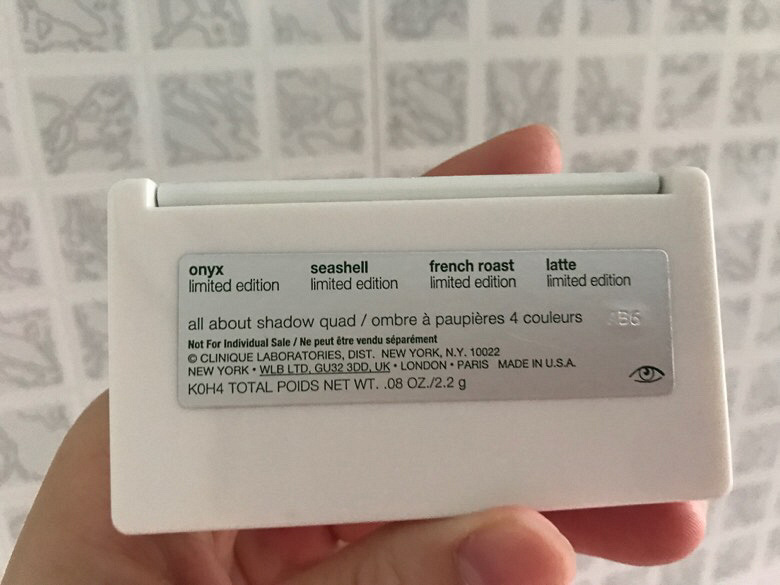 onyx seashell french roast latte
limited edition limited edition limited edition limited edition
all about shadow quad / ombre à paupières 4 couleurs
Not For Individual Sale / Ne peut être vendu séparément
© CLINIQUE LABORATORIES, DIST. NEW YORK, N.Y. 10022
NEW YORK • WLB LTD, GU32 3DD, UK • LONDON • PARIS MADE IN U.S.A.
K0H4 TOTAL POIDS NET WT. .08 OZ./2.2 g